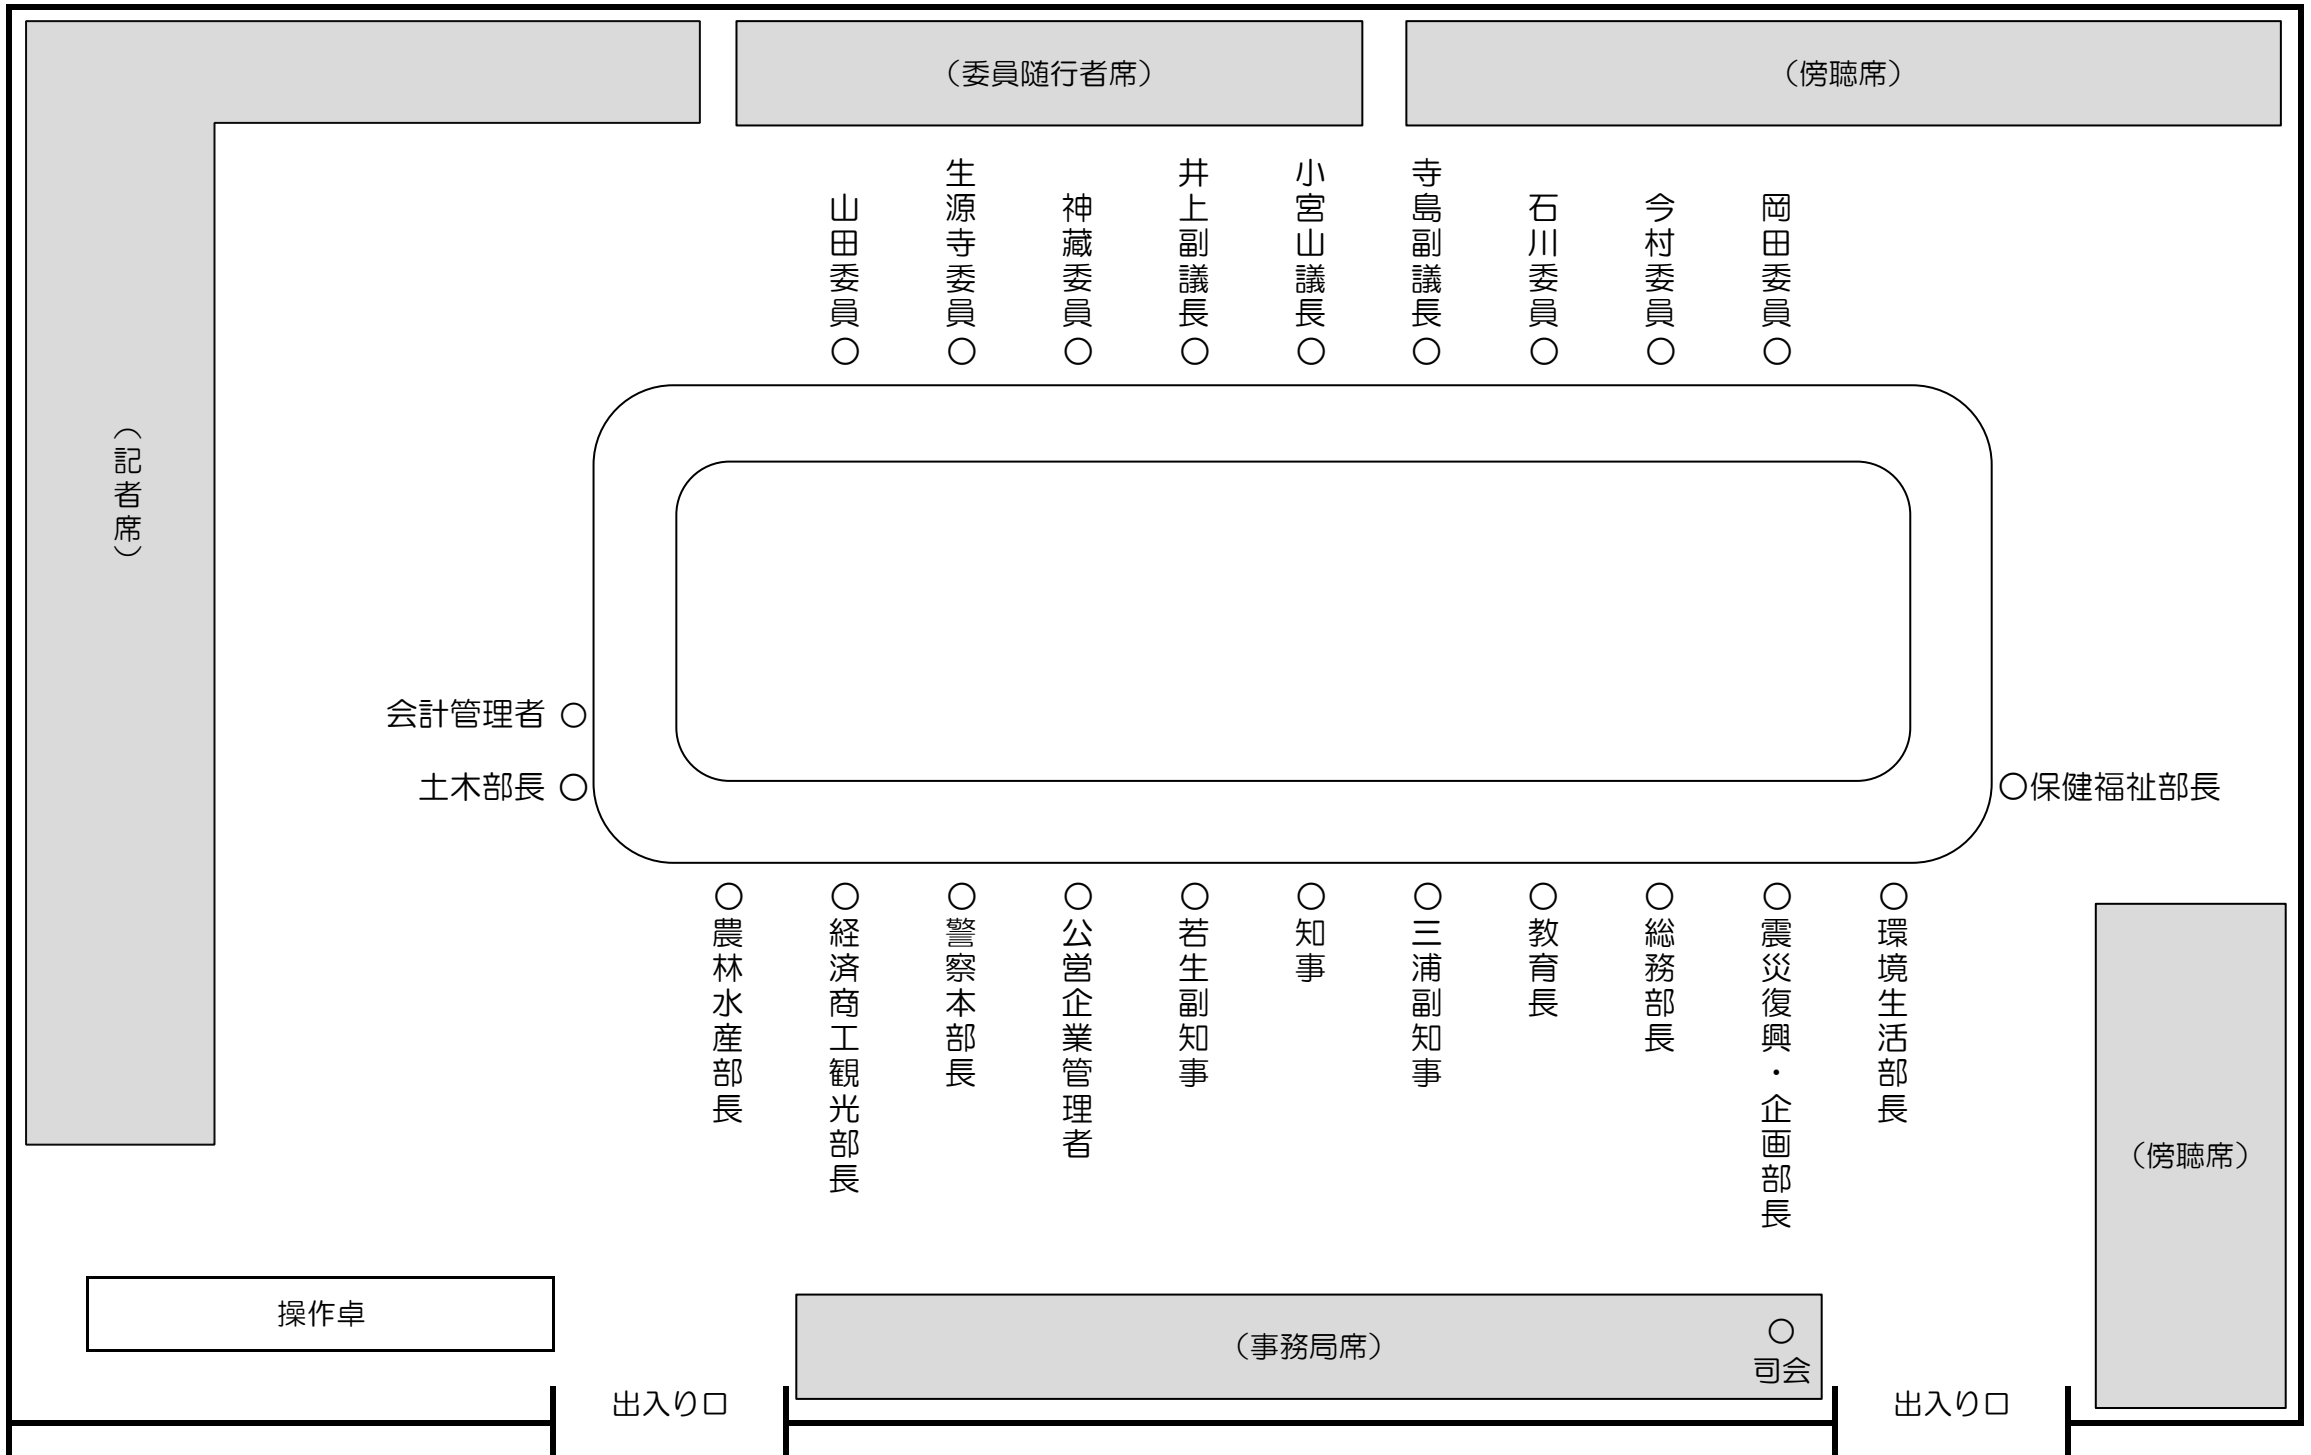 （委員随行者席）
（傍聴席）
（記者席）
山田委員○
生源寺委員○
神蔵委員○
井上副議長○
小宮山議長○
寺島副議長○
石川委員○
今村委員○
岡田委員○
会計管理者 ○
土木部長 ○
○保健福祉部長
○農林水産部長
○経済商工観光部長
○警察本部長
○公営企業管理者
○若生副知事
○知事
○三浦副知事
○教育長
○総務部長
○震災復興・企画部長
○環境生活部長
（傍聴席）
操作卓
（事務局席）
○
司会
出入り口
出入り口